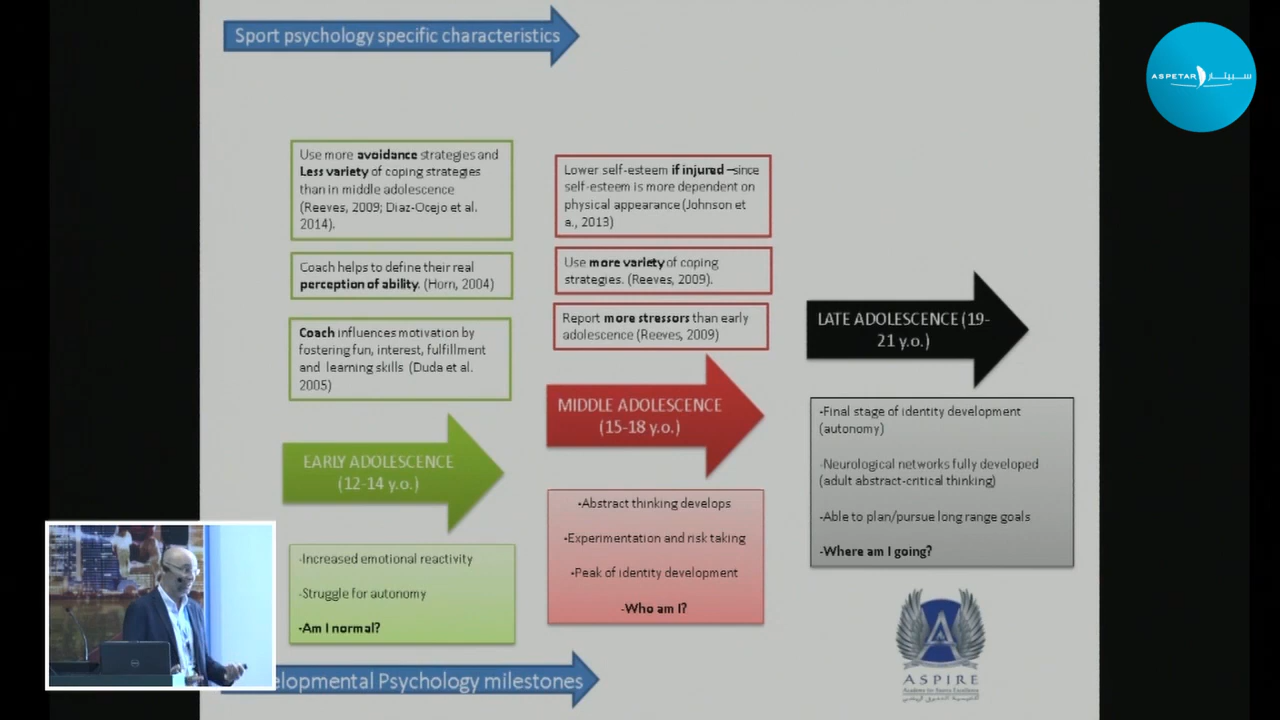 Sport psychology specific characteristics
ASPETAR سبيتار
Use more avoidance strategies and
Less variety of coping strategies
than in middle adolescence
(Reeves, 2009; Diaz-Ocejo et al.
2014).
Coach helps to define their real
perception of ability. (Horn, 2004)
Coach influences motivation by
fostering fun, interest, fulfillment
and learning skills (Duda et al.
2005)
EARLY ADOLESCENCE
(12-14 y.o.)
-Increased emotional reactivity
-Struggle for autonomy
-Am I normal?
Lower self-esteem if injured –since
self-esteem is more dependent on
physical appearance (Johnson et
a., 2013)
Use more variety of coping
strategies. (Reeves, 2009).
Report more stressors than early
adolescence (Reeves, 2009)
MIDDLE ADOLESCENCE
(15-18 y.o.)
-Abstract thinking develops
-Experimentation and risk taking
-Peak of identity development
-Who am I?
LATE ADOLESCENCE (19-
21 y.o.)
-Final stage of identity development
(autonomy)
-Neurological networks fully developed
(adult abstract-critical thinking)
-Able to plan/pursue long range goals
-Where am I going?
ASPIRE
Academy for Sports Excellence
elopmental Psychology milestones